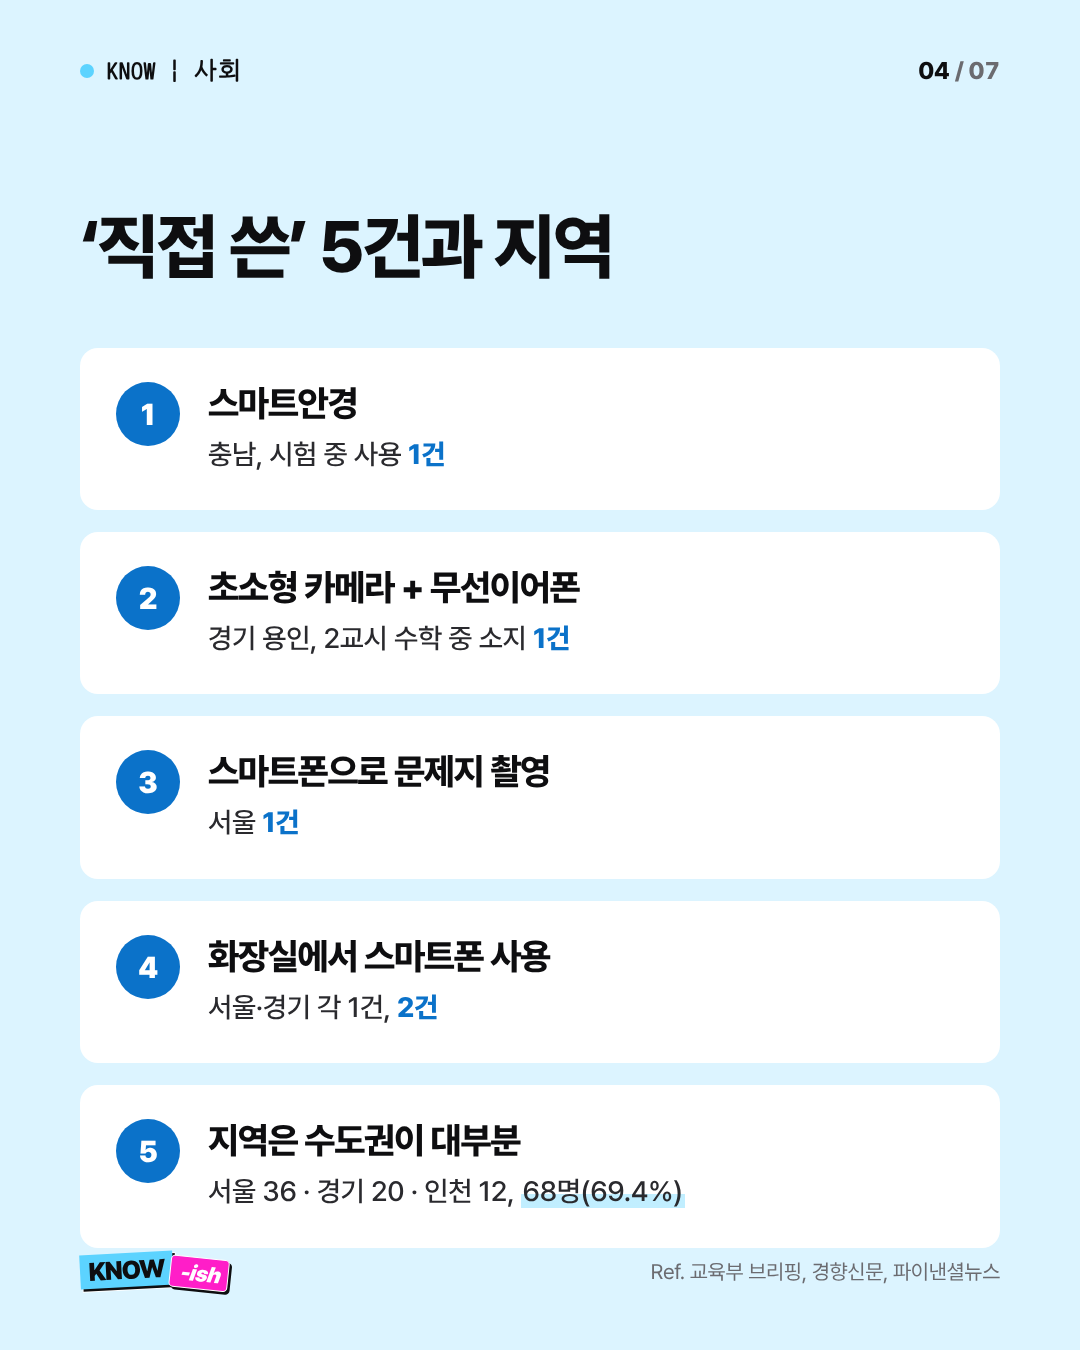 KNOW | 사회
04 / 07
‘직접 쓴’ 5건과 지역
1
스마트안경
충남, 시험 중 사용 1건
2
초소형 카메라 + 무선이어폰
경기 용인, 2교시 수학 중 소지 1건
3
스마트폰으로 문제지 촬영
서울 1건
4
화장실에서 스마트폰 사용
서울·경기 각 1건, 2건
5
지역은 수도권이 대부분
서울 36 · 경기 20 · 인천 12, 68명(69.4%)
KNOW -ish
Ref. 교육부 브리핑, 경향신문, 파이낸셜뉴스